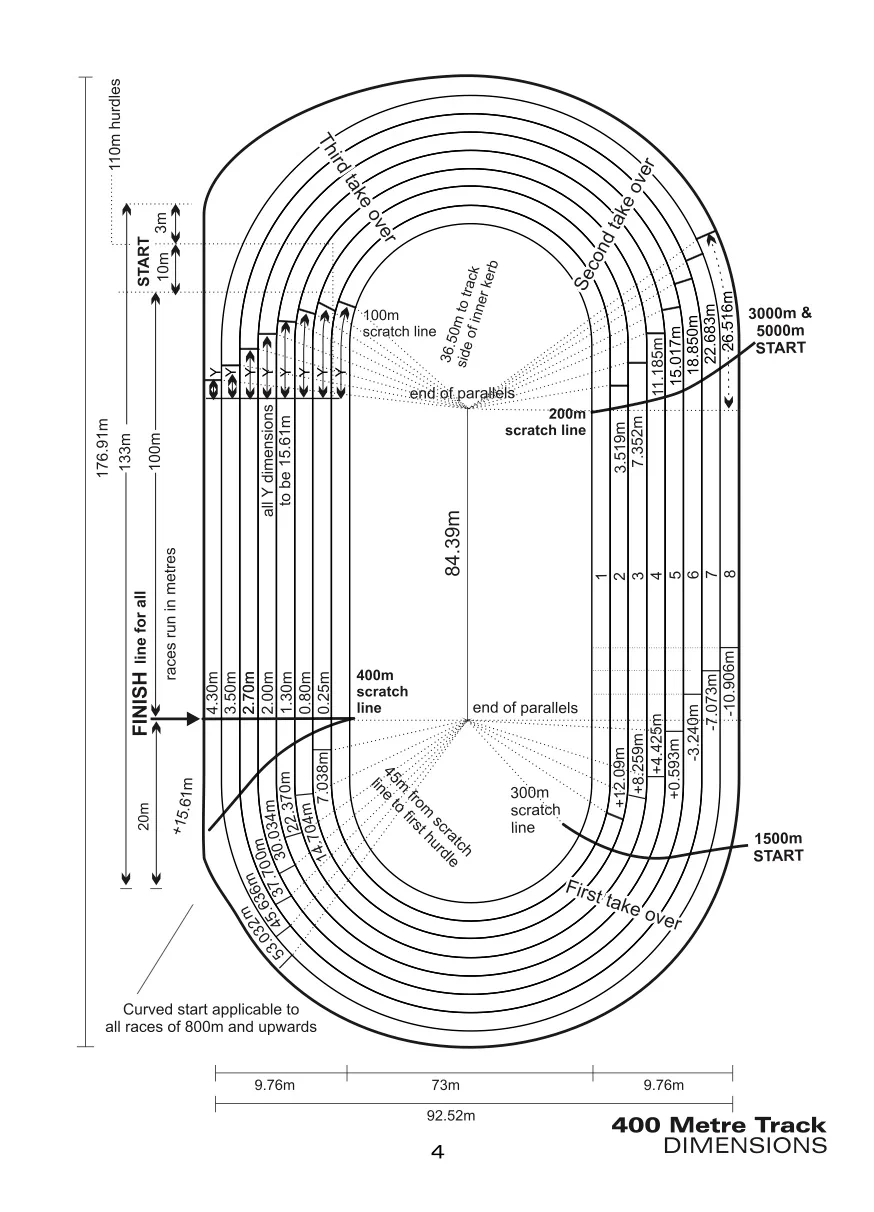 110m hurdles
3m
START
10m
176.91m
133m
100m
FINISH line for all
races run in metres
20m
+15.61m
Third take over
Second take over
100m
scratch line
36.50m to track
side of inner kerb
end of parallels
200m
scratch line
3000m &
5000m
START
Y
Y
Y
Y
Y
Y
Y
Y
all Y dimensions
to be 15.61m
3.519m
7.352m
11.185m
15.017m
18.850m
22.683m
26.516m
84.39m
1
2
3
4
5
6
7
8
4.30m
3.50m
2.70m
2.00m
1.30m
0.80m
0.25m
400m
scratch
line
end of parallels
+12.09m
+8.259m
+4.425m
+0.593m
-3.240m
-7.073m
-10.906m
7.038m
14.704m
22.370m
30.034m
37.700m
45.636m
53.032m
45m from scratch
line to first hurdle
300m
scratch
line
1500m
START
First take over
Curved start applicable to
all races of 800m and upwards
9.76m
73m
9.76m
92.52m
400 Metre Track
DIMENSIONS
4